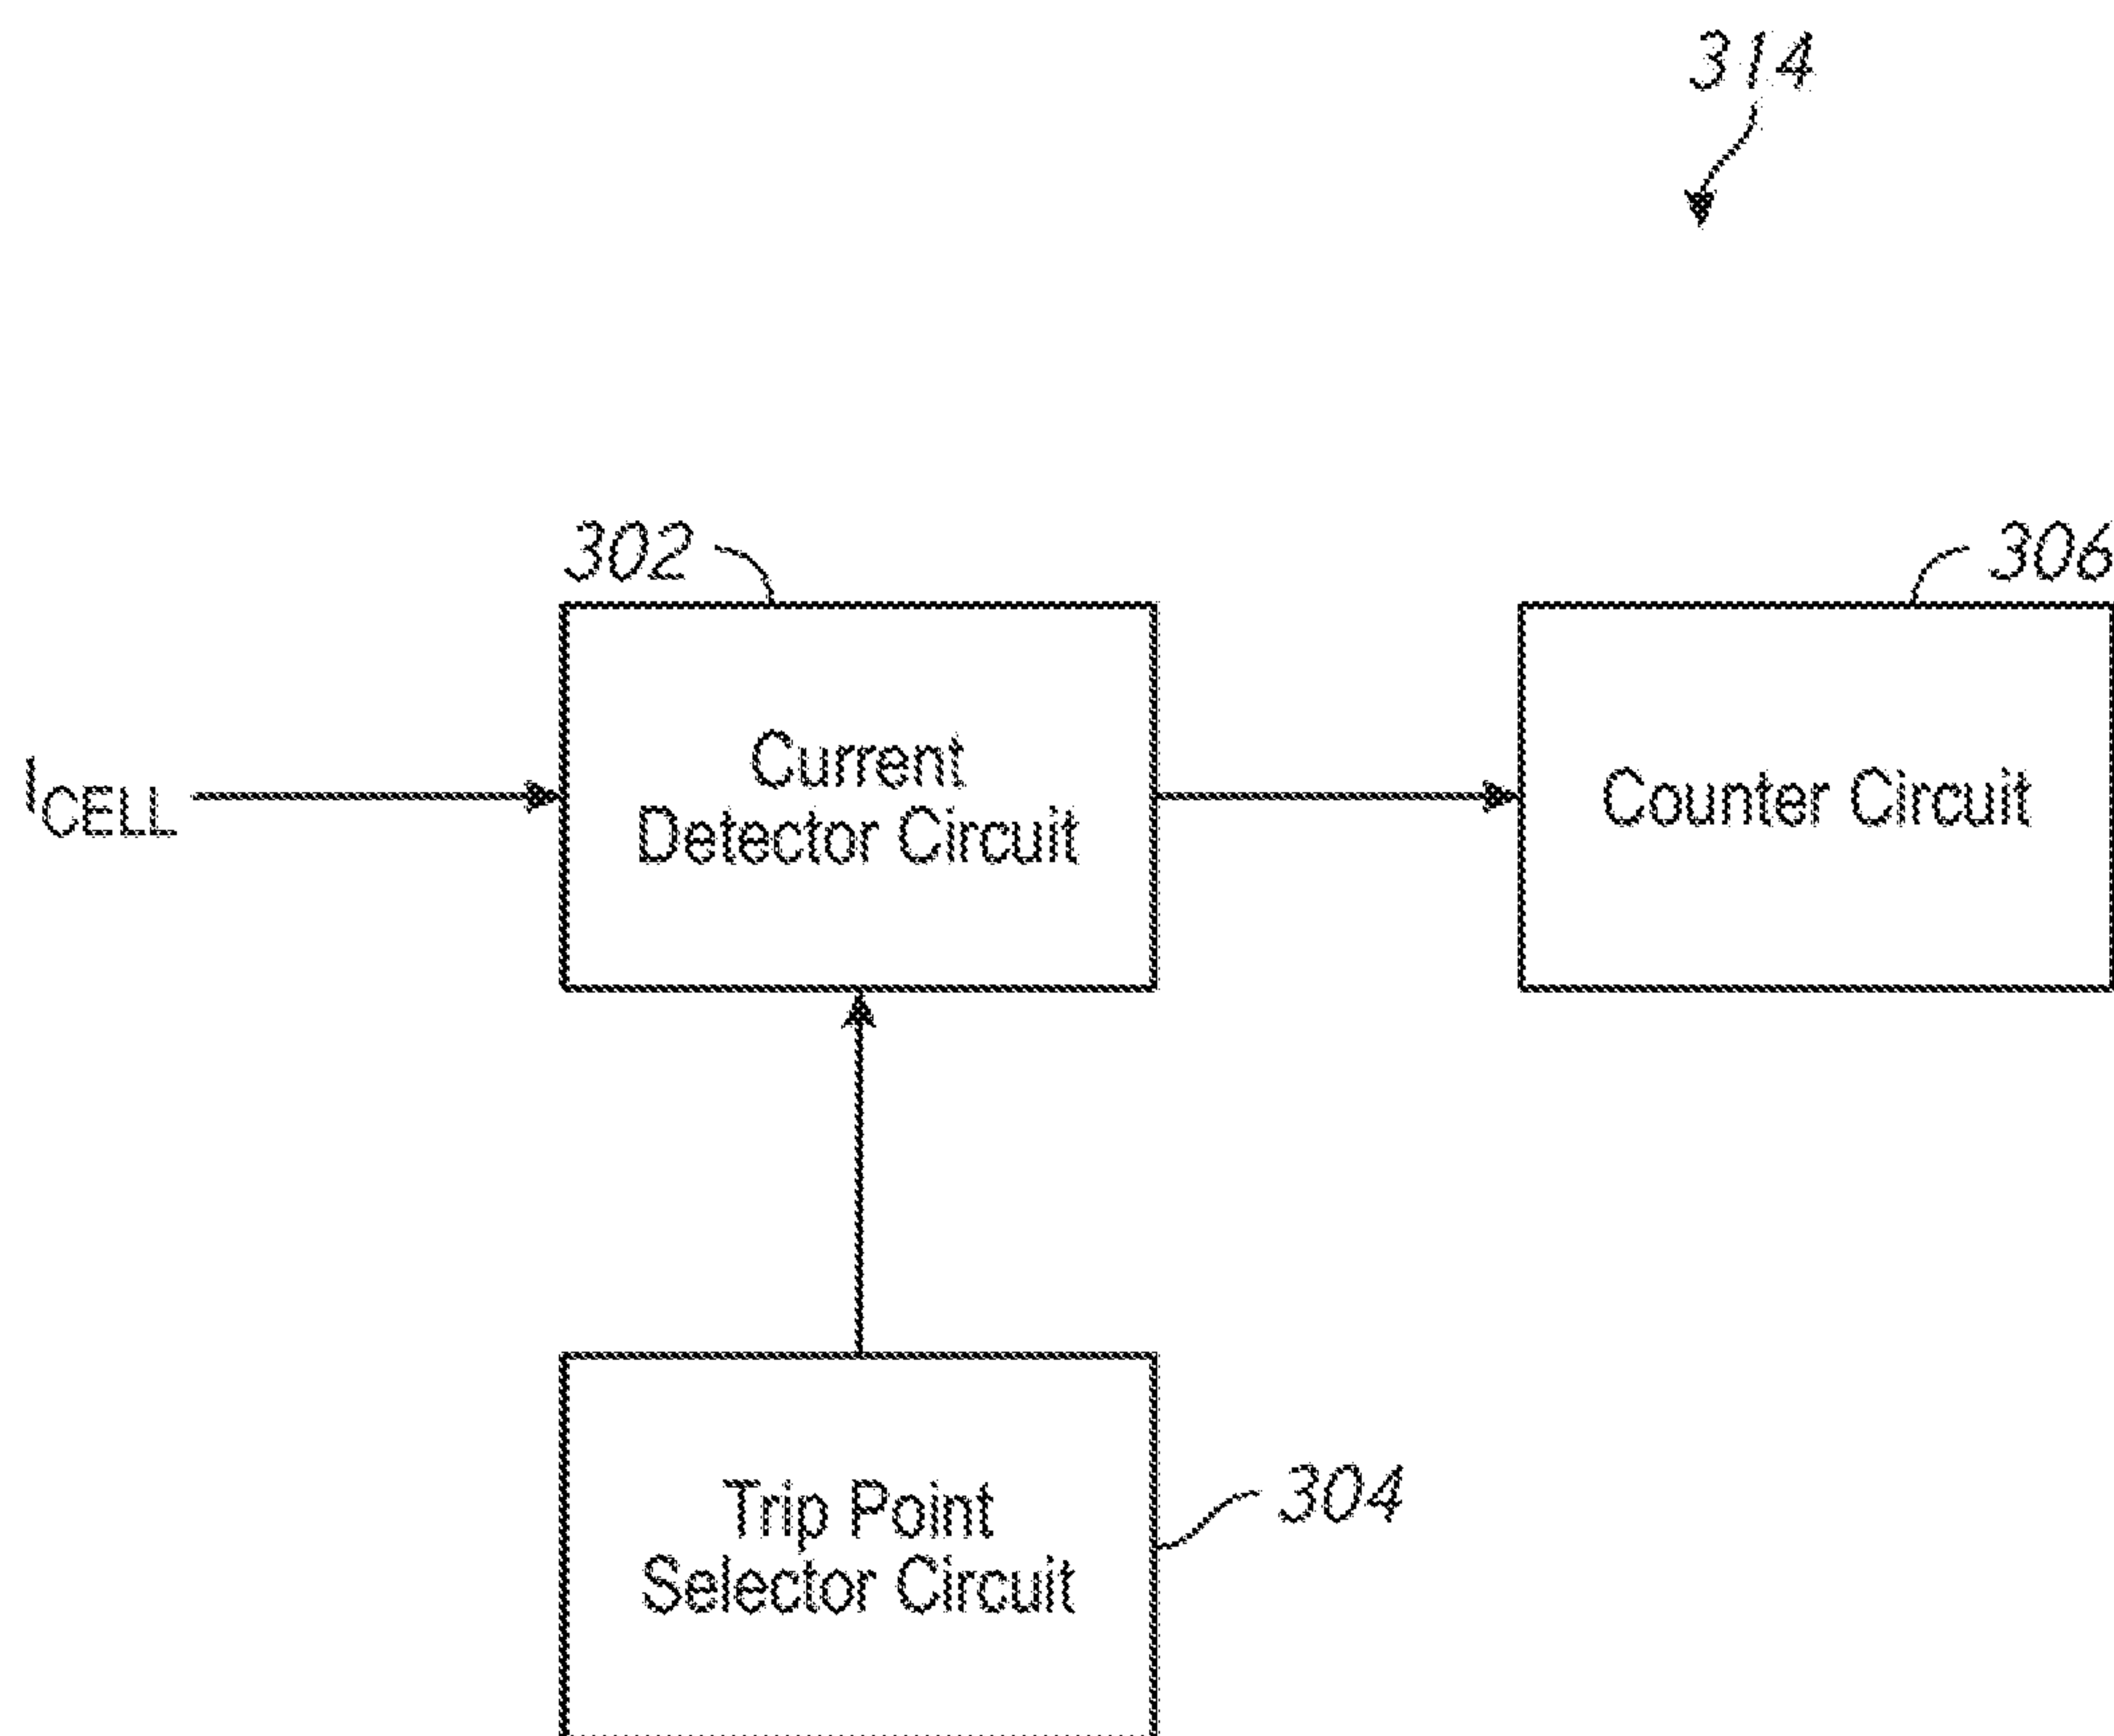 314
302
306
Current
Detector Circuit
Counter Circuit
I_CELL
Trip Point
Selector Circuit
304